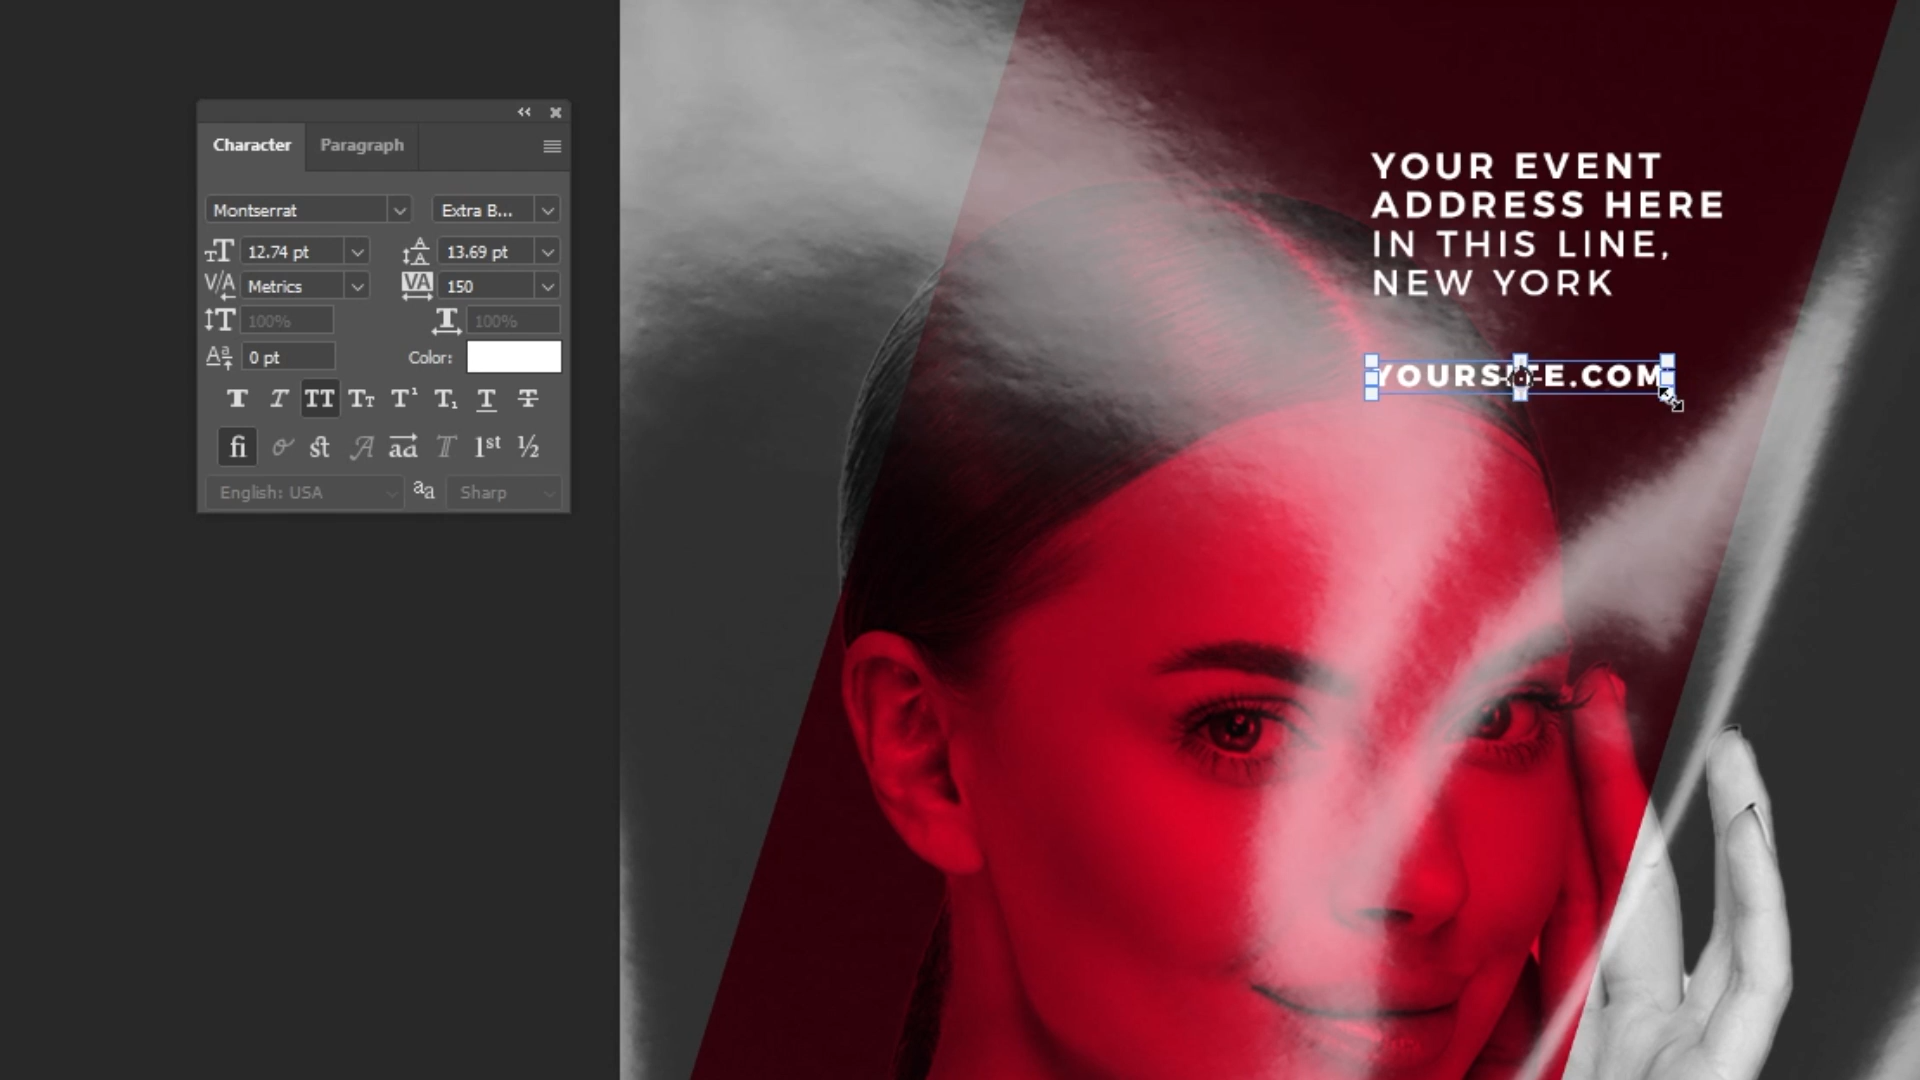 Character Paragraph
Montserrat Extra B...
12.74 pt 13.69 pt
Metrics 150
100% 100%
0 pt Color:
English: USA Sharp
YOUR EVENT
ADDRESS HERE
IN THIS LINE,
NEW YORK
YOURSITE.COM